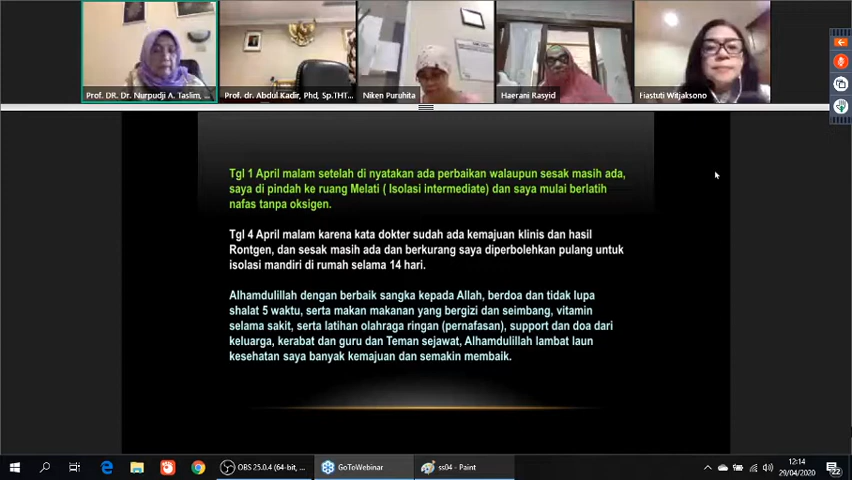 Prof. DR. Dr. Nurpudji A. Taslim, ...
Prof. dr. Abdul Kadir, Phd, Sp.THT...
Niken Puruhita
Haerani Rasyid
Fiastuti Witjaksono
Tgl 1 April malam setelah di nyatakan ada perbaikan walaupun sesak masih ada,
saya di pindah ke ruang Melati ( Isolasi intermediate) dan saya mulai berlatih
nafas tanpa oksigen.
Tgl 4 April malam karena kata dokter sudah ada kemajuan klinis dan hasil
Rontgen, dan sesak masih ada dan berkurang saya diperbolehkan pulang untuk
isolasi mandiri di rumah selama 14 hari.
Alhamdulillah dengan berbaik sangka kepada Allah, berdoa dan tidak lupa
shalat 5 waktu, serta makan makanan yang bergizi dan seimbang, vitamin
selama sakit, serta latihan olahraga ringan (pernafasan), support dan doa dari
keluarga, kerabat dan guru dan Teman sejawat, Alhamdulillah lambat laun
kesehatan saya banyak kemajuan dan semakin membaik.
OBS 25.0.4 (64-bit, ...
GoToWebinar
ss04 - Paint
12:14
29/04/2020
22